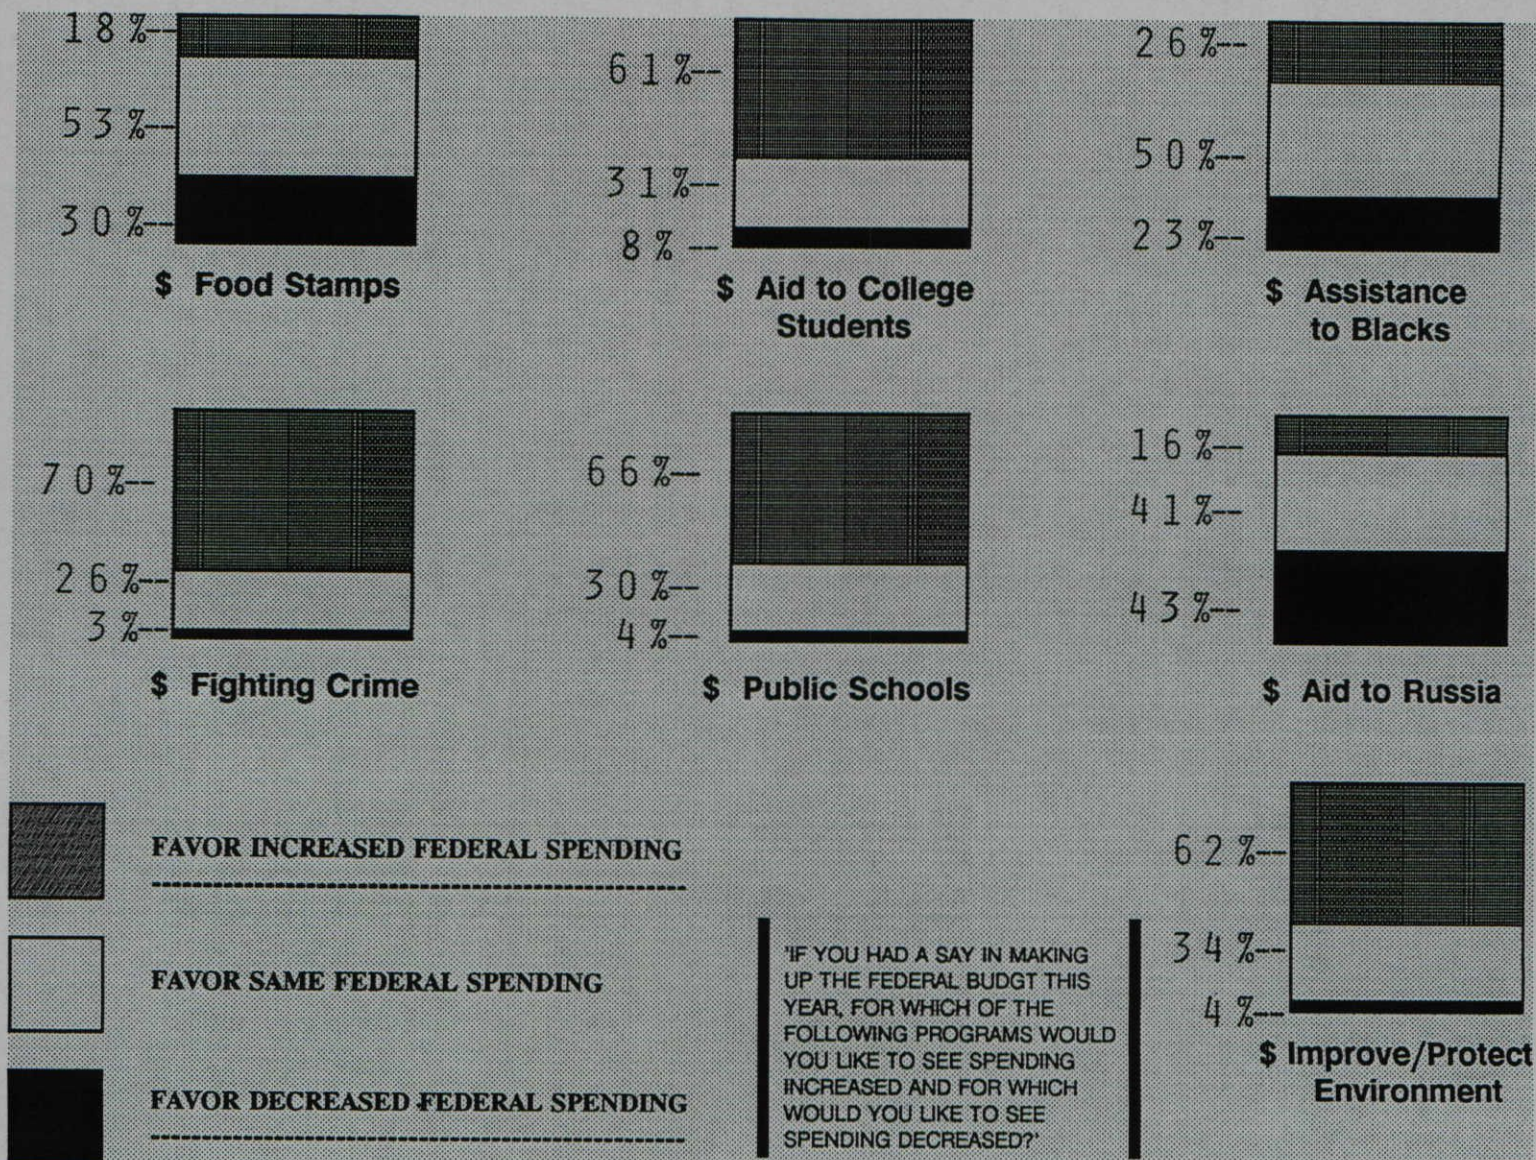 18%--
53%--
30%--
$ Food Stamps
61%--
31%--
8% --
$ Aid to College
Students
26%--
50%--
23%--
$ Assistance
to Blacks
70%--
26%--
3%--
$ Fighting Crime
66%--
30%--
4%--
$ Public Schools
16%--
41%--
43%--
$ Aid to Russia
FAVOR INCREASED FEDERAL SPENDING
FAVOR SAME FEDERAL SPENDING
FAVOR DECREASED FEDERAL SPENDING
'IF YOU HAD A SAY IN MAKING
UP THE FEDERAL BUDGT THIS
YEAR, FOR WHICH OF THE
FOLLOWING PROGRAMS WOULD
YOU LIKE TO SEE SPENDING
INCREASED AND FOR WHICH
WOULD YOU LIKE TO SEE
SPENDING DECREASED?'
62%--
34%--
4%--
$ Improve/Protect
Environment